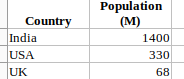 Country Population (M)
India 1400
USA 330
UK 68